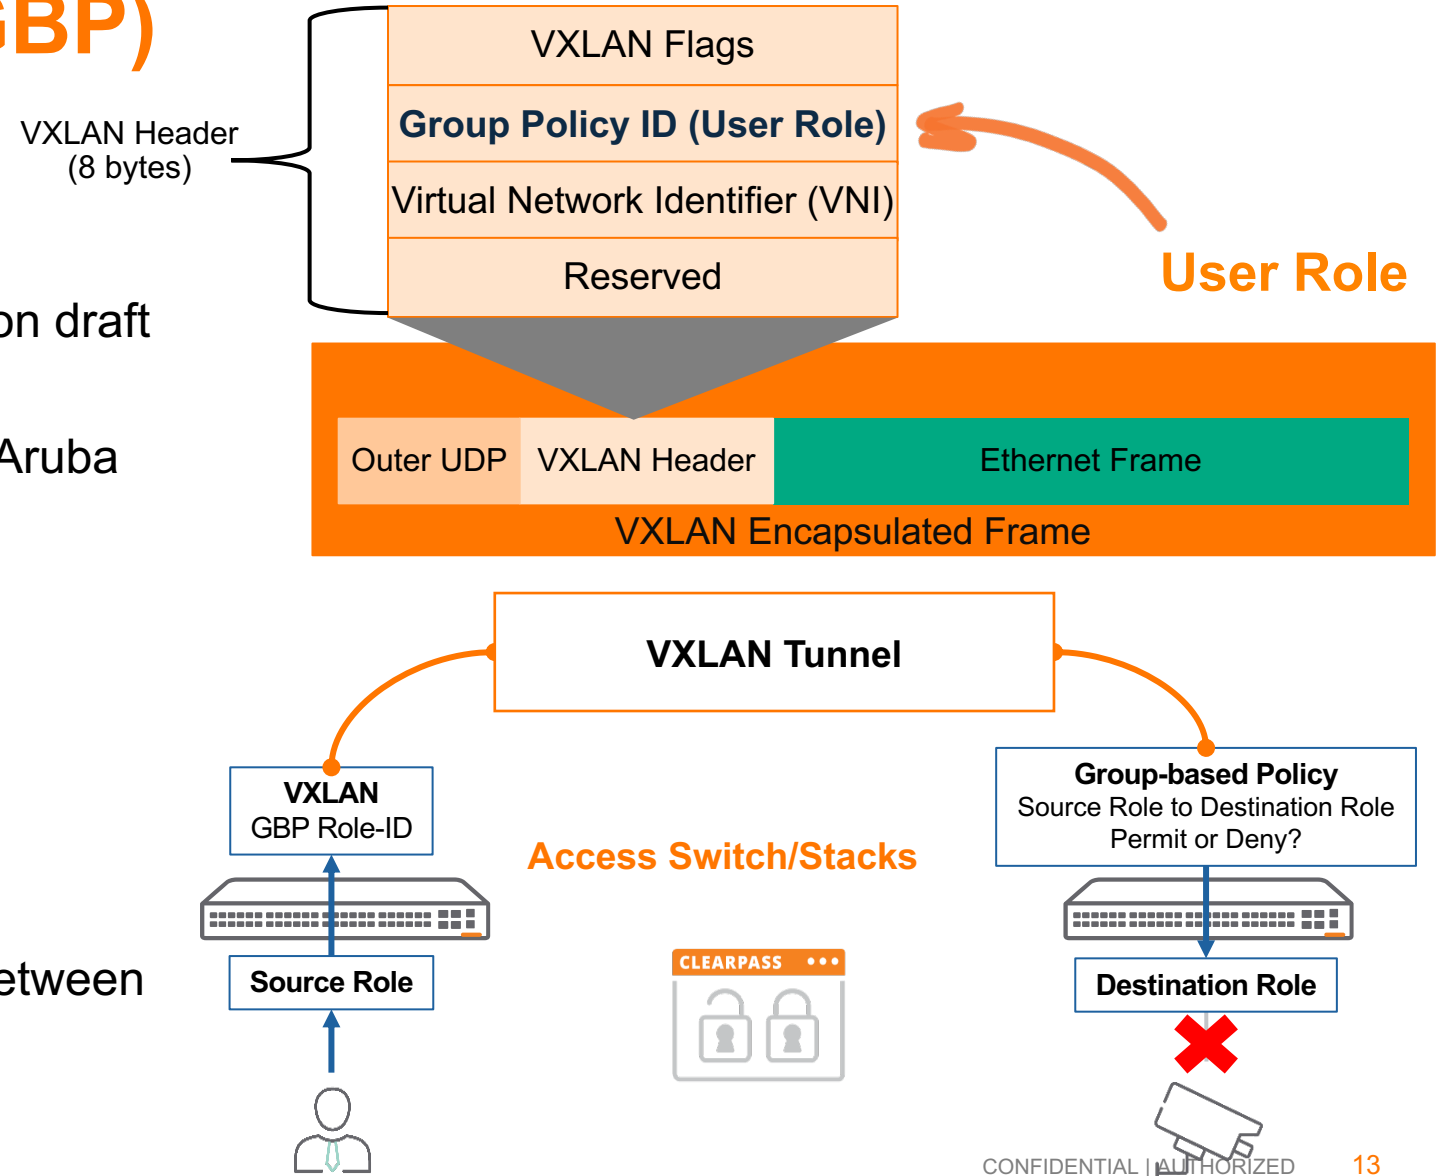 GBP)
VXLAN Flags
Group Policy ID (User Role)
VXLAN Header
(8 bytes)
Virtual Network Identifier (VNI)
Reserved
User Role
on draft
Aruba
Outer UDP
VXLAN Header
Ethernet Frame
VXLAN Encapsulated Frame
VXLAN Tunnel
VXLAN
GBP Role-ID
Group-based Policy
Source Role to Destination Role
Permit or Deny?
Access Switch/Stacks
etween
Source Role
CLEARPASS
Destination Role
CONFIDENTIAL | AUTHORIZED
13